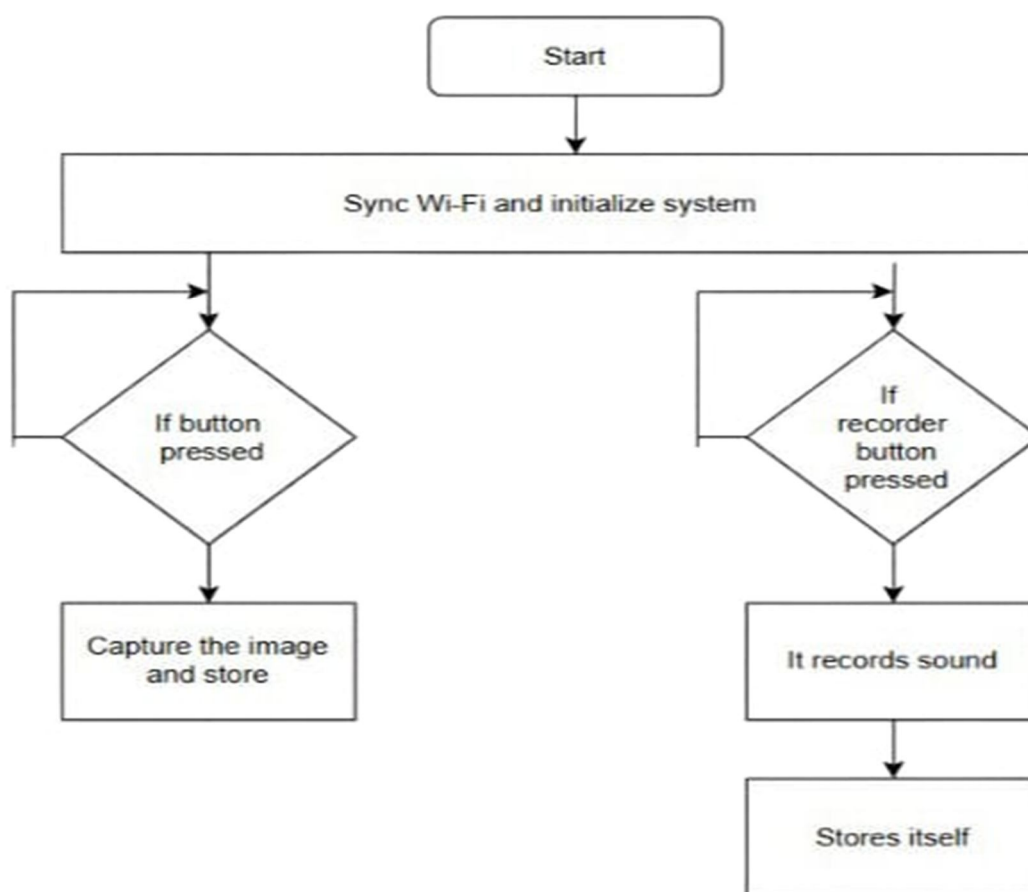 Start
Sync Wi-Fi and initialize system
If button
pressed
If
recorder
button
pressed
Capture the image
and store
It records sound
Stores itself